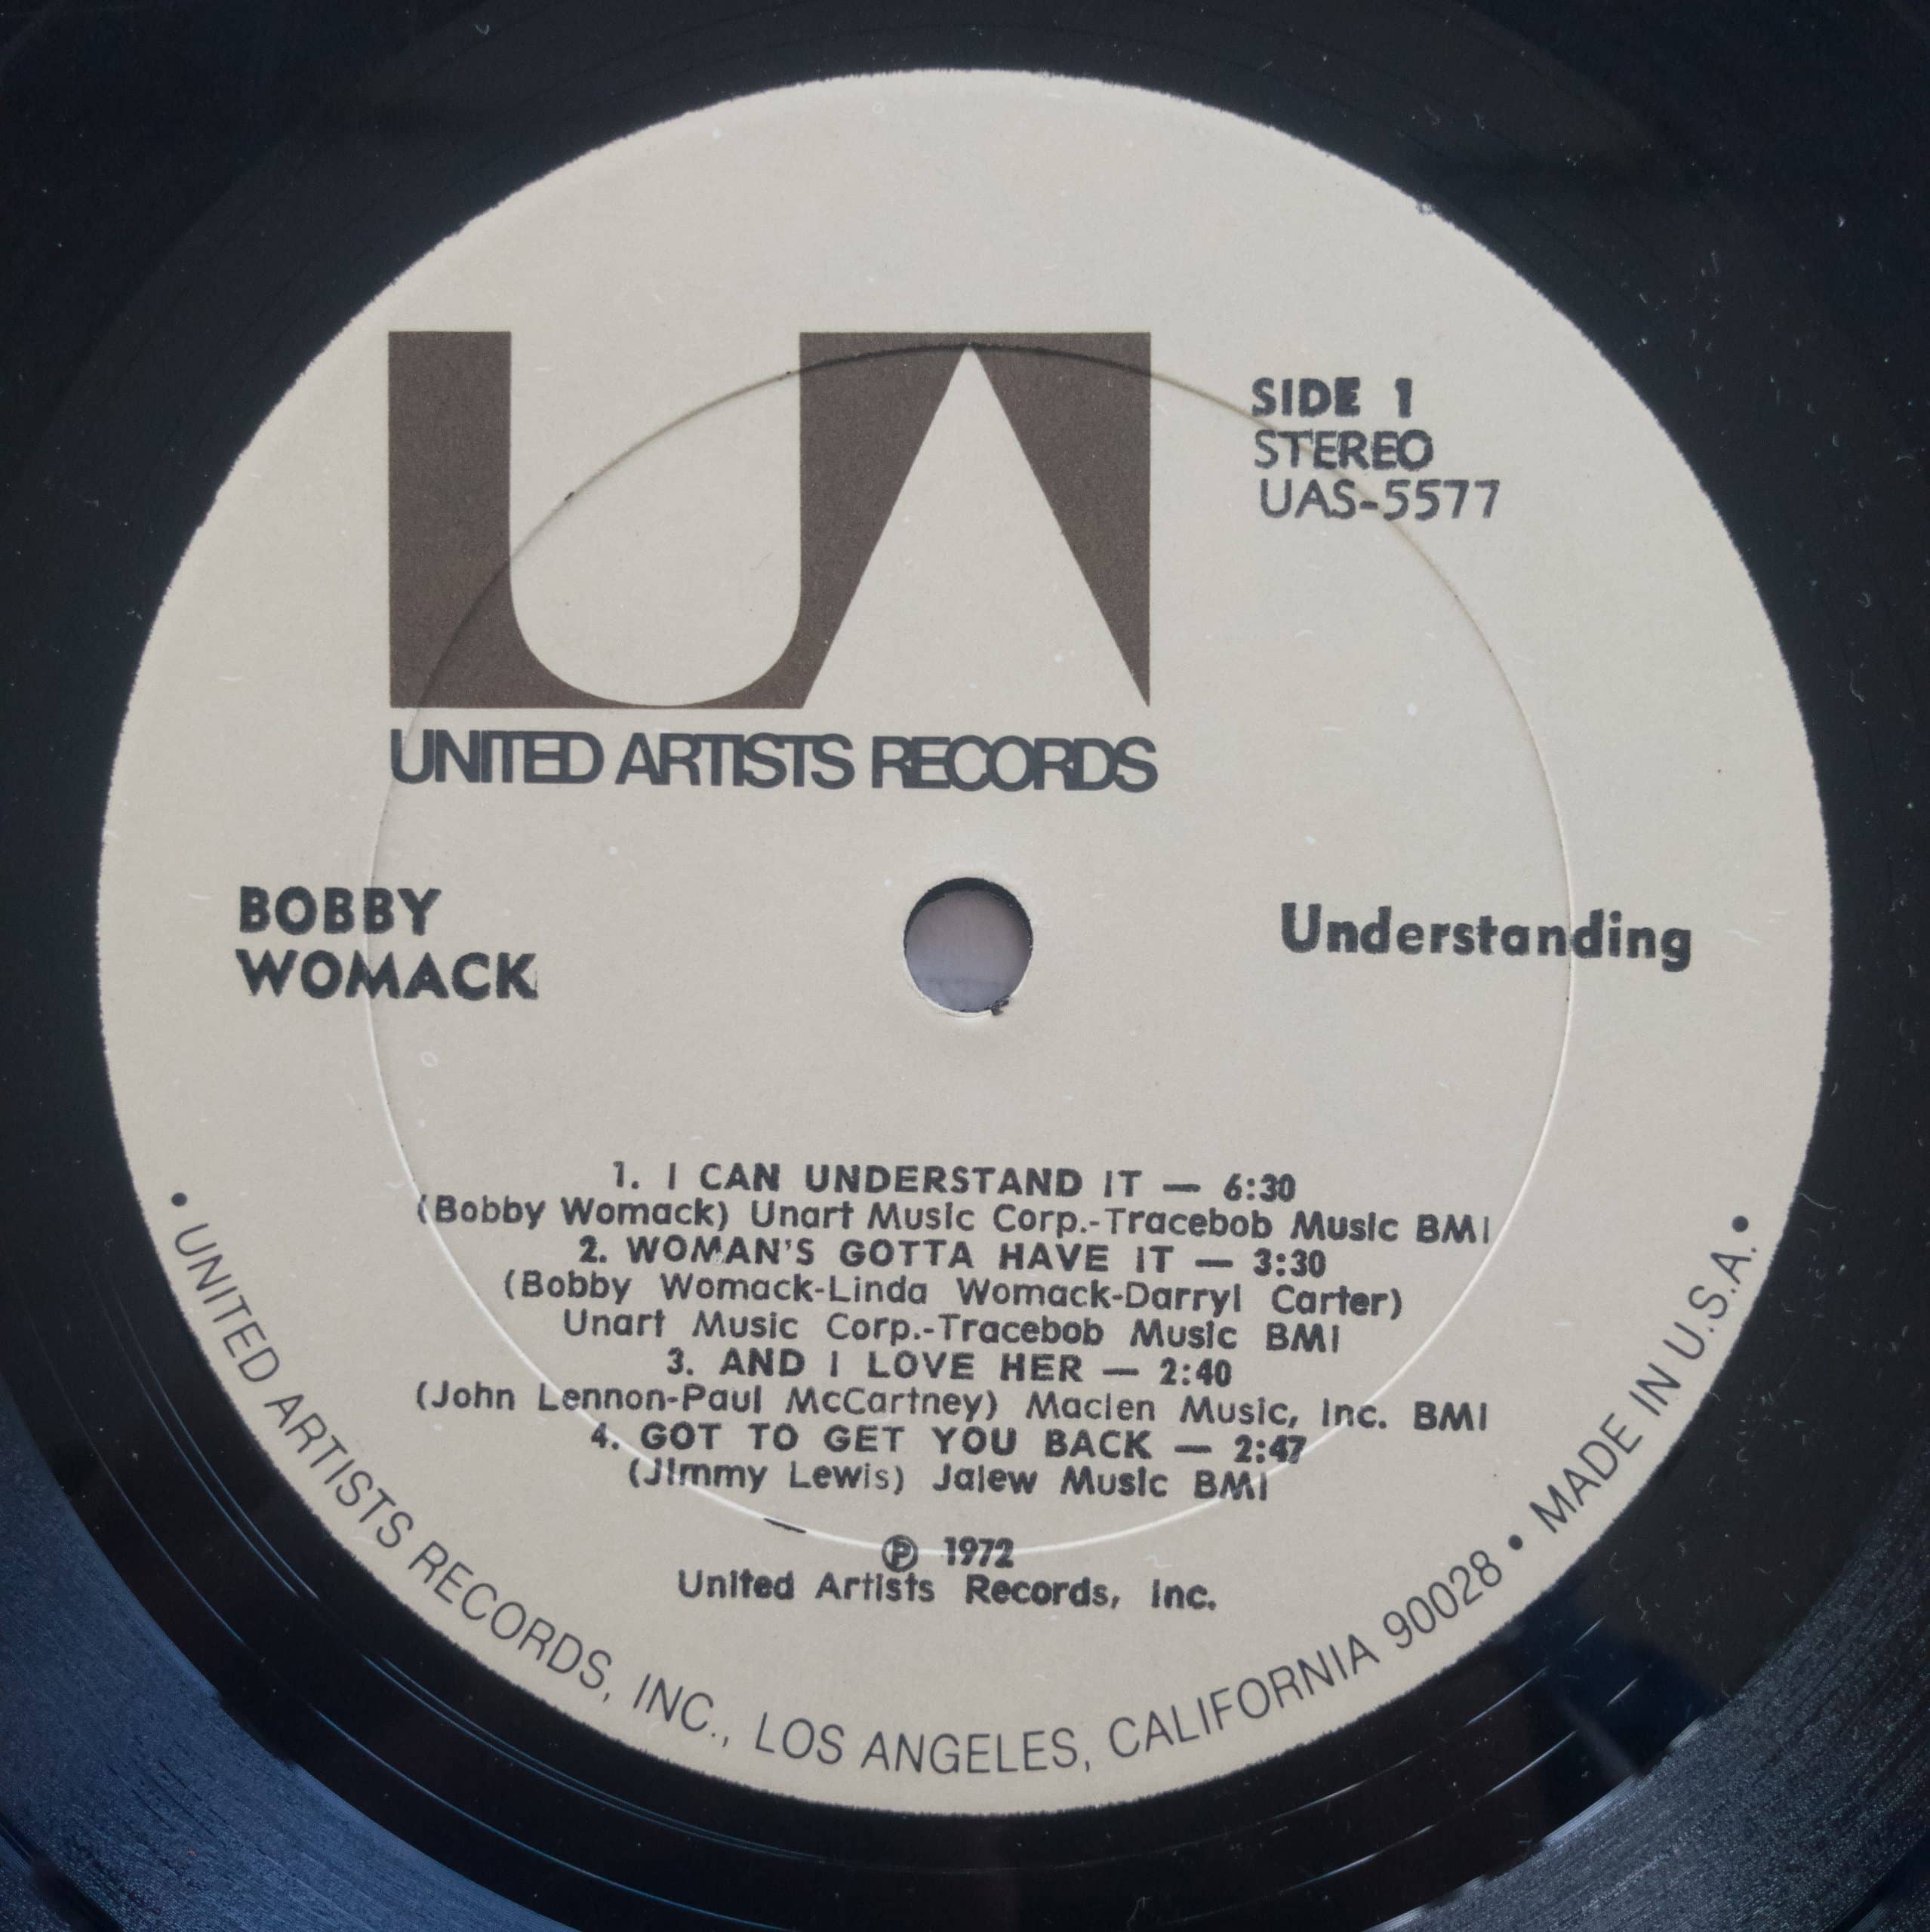 UA
UNITED ARTISTS RECORDS
SIDE 1
STEREO
UAS-5577
BOBBY
WOMACK
Understanding
1. I CAN UNDERSTAND IT — 6:30
(Bobby Womack) Unart Music Corp.-Tracebob Music BMI
2. WOMAN'S GOTTA HAVE IT — 3:30
(Bobby Womack-Linda Womack-Darryl Carter)
Unart Music Corp.-Tracebob Music BMI
3. AND I LOVE HER — 2:40
(John Lennon-Paul McCartney) Maclen Music, Inc. BMI
4. GOT TO GET YOU BACK — 2:47
(Jimmy Lewis) Jalew Music BMI
℗ 1972
United Artists Records, Inc.
• UNITED ARTISTS RECORDS, INC., LOS ANGELES, CALIFORNIA 90028 • MADE IN U.S.A. •